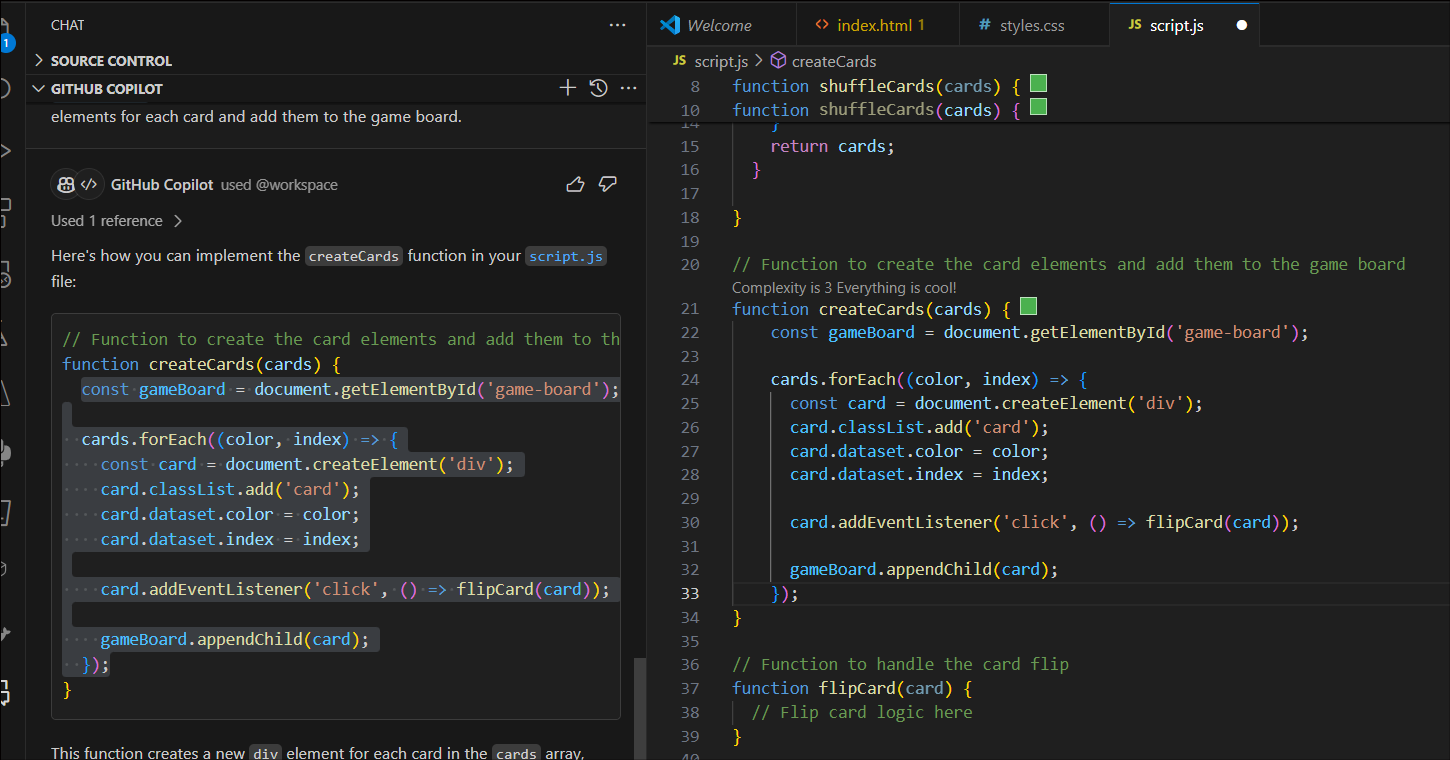 CHAT
SOURCE CONTROL
1
GITHUB COPILOT
elements for each card and add them to the game board.
GitHub Copilot used @workspace
Used 1 reference
Here's how you can implement the createCards function in your script.js
file:
// Function to create the card elements and add them to th
function createCards(cards) {
const gameBoard = document.getElementById('game-board');
cards.forEach((color, index) => {
const card = document.createElement('div');
card.classList.add('card');
card.dataset.color = color;
card.dataset.index = index;
card.addEventListener('click', () => flipCard(card));
gameBoard.appendChild(card);
});
}
This function creates a new div element for each card in the cards array,
Welcome
index.html 1
styles.css
JS script.js
JS script.js > createCards
8 function shuffleCards(cards) {
10 function shuffleCards(cards) {
14 }
15 return cards;
16 }
17
18 }
19
20 // Function to create the card elements and add them to the game board
Complexity is 3 Everything is cool!
21 function createCards(cards) {
22 const gameBoard = document.getElementById('game-board');
23
24 cards.forEach((color, index) => {
25 const card = document.createElement('div');
26 card.classList.add('card');
27 card.dataset.color = color;
28 card.dataset.index = index;
29
30 card.addEventListener('click', () => flipCard(card));
31
32 gameBoard.appendChild(card);
33 });
34 }
35
36 // Function to handle the card flip
37 function flipCard(card) {
38 // Flip card logic here
39 }
40